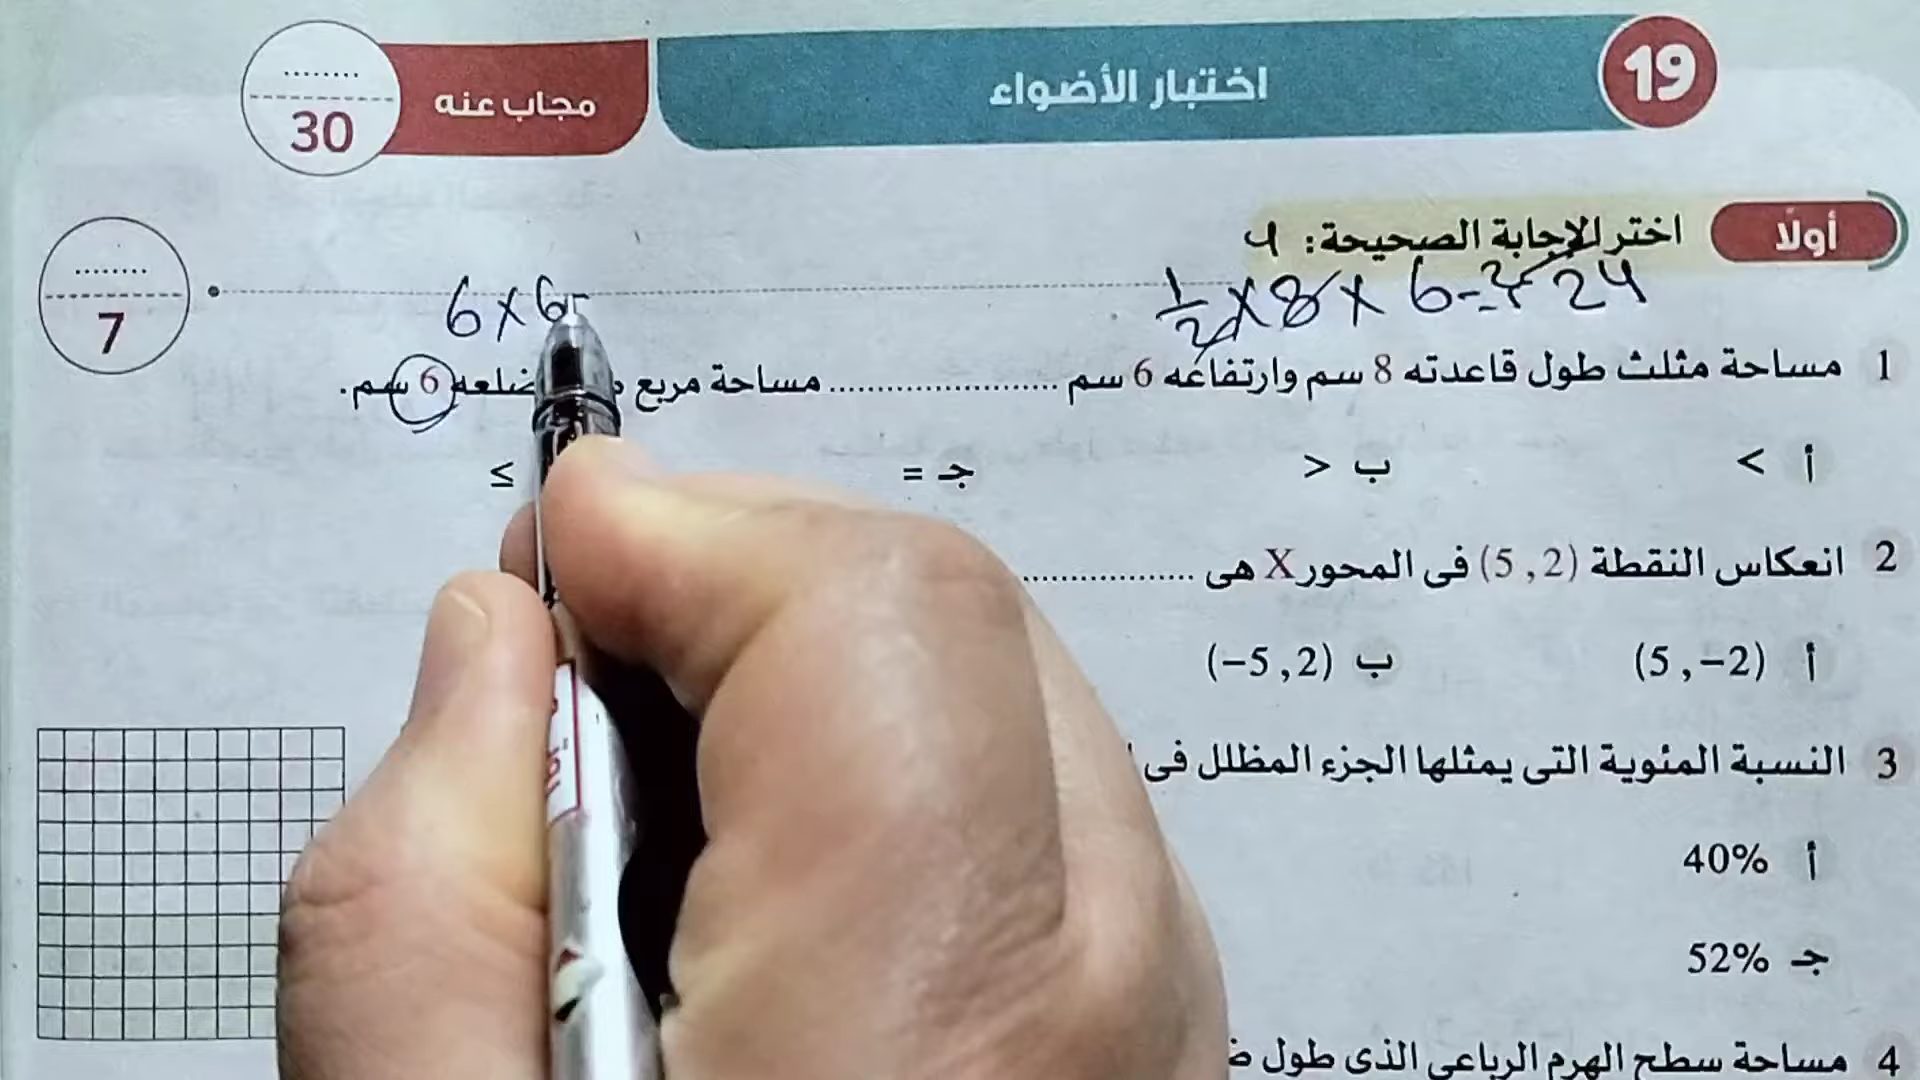 19 اختبار الأضواء
مجاب عنه
........
30
أولًا اختر الإجابة الصحيحة:
........
7
4
1/2 × 8 × 6 = 24
6 × 6 =
1 مساحة مثلث طول قاعدته 8 سم وارتفاعه 6 سم ........................ مساحة مربع ضلعه 6 سم.
أ >
ب <
جـ =
≤
2 انعكاس النقطة (5 , 2) فى المحور X هى ..................
أ (5 , −2)
ب (−5 , 2)
3 النسبة المئوية التى يمثلها الجزء المظلل فى
أ 40%
جـ 52%
4 مساحة سطح الهرم الرباعى الذى طول